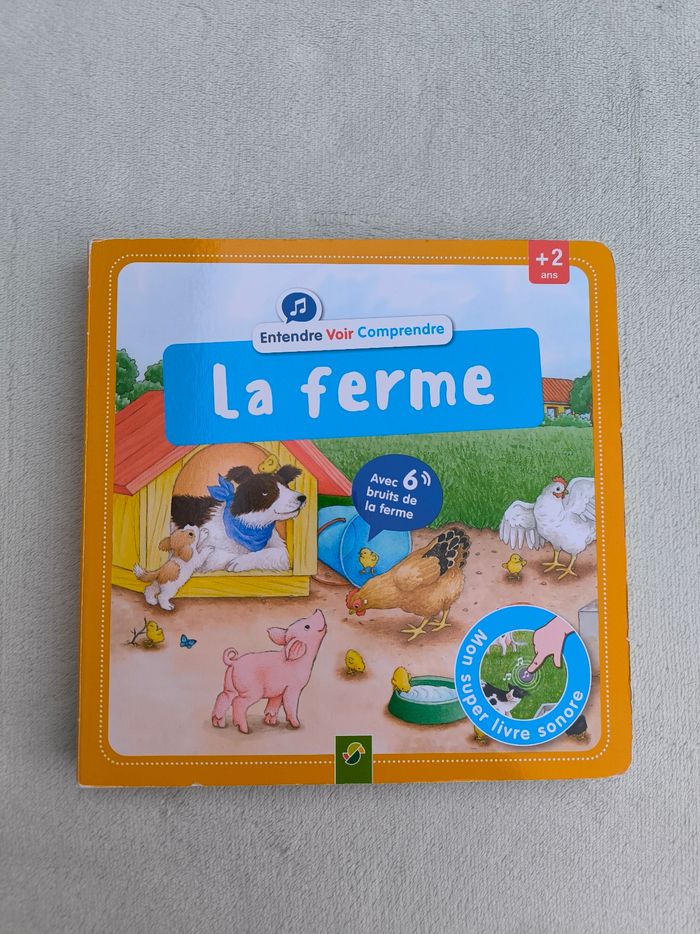 +2
ans
Entendre Voir Comprendre
La ferme
Avec 6
bruits de
la ferme
Mon super livre sonore